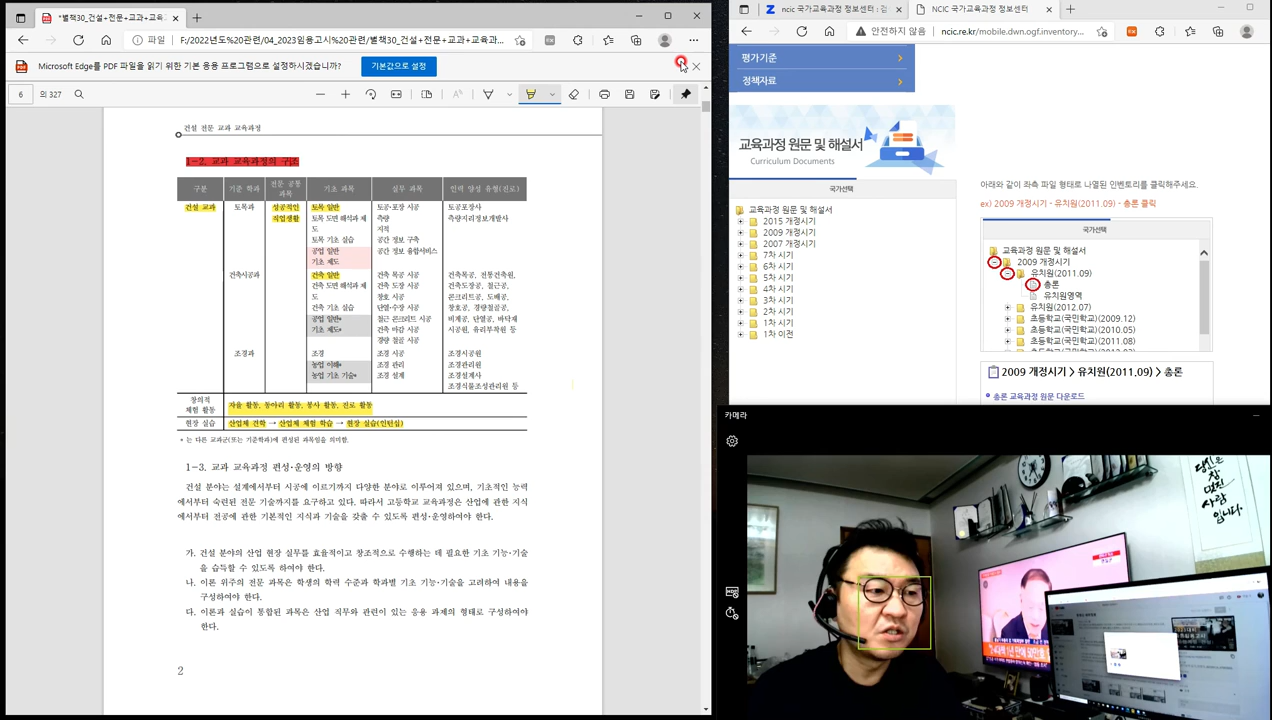 *별책30_건설+전문+교과+교육
파일
F:/2022년도%20관련/04_2023임용고시%20관련/별책30_건설+전문+교과+교육+과...
Microsoft Edge를 PDF 파일을 읽기 위한 기본 응용 프로그램으로 설정하시겠습니까?
기본값으로 설정
6 의 327
건설 전문 교과 교육과정
1-2. 교과 교육과정의 구조
구분 기준 학과 전문 공통 과목 기초 과목 실무 과목 인력 양성 유형(진로)
건설 교과 토목과 성공적인 토목 일반 토공·포장 시공 토공포장사
직업생활 토목 도면 해석과 제 측량 측량지리정보개발사
도 지적
토목 기초 실습 공간 정보 구축
공업 일반 공간 정보 융합서비스
기초 제도
건축시공과 건축 일반 건축 목공 시공 건축목공, 전통건축원,
건축 도면 해석과 제 건축 도장 시공 건축도장공, 철근공,
도 창호 시공 콘크리트공, 도배공,
건축 기초 실습 단열·수장 시공 창호공, 경량철골공,
공업 일반* 철근 콘크리트 시공 비계공, 단열공, 바닥재
기초 제도* 건축 마감 시공 시공원, 유리부착원 등
경량 철골 시공
조경과 조경 조경 시공 조경시공원
농업 이해* 조경 관리 조경관리원
농업 기초 기술* 조경 설계 조경설계사
조경식물조성관리원 등
창의적
체험 활동 자율 활동, 동아리 활동, 봉사 활동, 진로 활동
현장 실습 산업체 견학 → 산업체 체험 학습 → 현장 실습(인턴십)
* 는 다른 교과군(또는 기준학과)에 편성된 과목임을 의미함.
1-3. 교과 교육과정 편성·운영의 방향
건설 분야는 설계에서부터 시공에 이르기까지 다양한 분야로 이루어져 있으며, 기초적인 능력
에서부터 숙련된 전문 기술까지를 요구하고 있다. 따라서 고등학교 교육과정은 산업에 관한 지식
에서부터 전공에 관한 기본적인 지식과 기술을 갖출 수 있도록 편성·운영하여야 한다.
가. 건설 분야의 산업 현장 실무를 효율적이고 창조적으로 수행하는 데 필요한 기초 기능·기술
을 습득할 수 있도록 하여야 한다.
나. 이론 위주의 전문 과목은 학생의 학력 수준과 학과별 기초 기능·기술을 고려하여 내용을
구성하여야 한다.
다. 이론과 실습이 통합된 과목은 산업 직무와 관련이 있는 응용 과제의 형태로 구성하여야
한다.
2
ncic 국가교육과정 정보센터 : 검
NCIC 국가교육과정 정보센터
안전하지 않음
ncic.re.kr/mobile.dwn.ogf.inventory...
평가기준
정책자료
교육과정 원문 및 해설서
Curriculum Documents
국가선택
교육과정 원문 및 해설서
2015 개정시기
2009 개정시기
2007 개정시기
7차 시기
6차 시기
5차 시기
4차 시기
3차 시기
2차 시기
1차 시기
1차 이전
아래와 같이 좌측 파일 형태로 나열된 인벤토리를 클릭해주세요.
ex) 2009 개정시기 - 유치원(2011.09) - 총론 클릭
국가선택
교육과정 원문 및 해설서
2009 개정시기
유치원(2011.09)
총론
유치원영역
유치원(2012.07)
초등학교(국민학교)(2009.12)
초등학교(국민학교)(2010.05)
초등학교(국민학교)(2011.08)
2009 개정시기 > 유치원(2011.09) > 총론
총론 교육과정 원문 다운로드
카메라
당신은
참
멋진
사람
입니다.